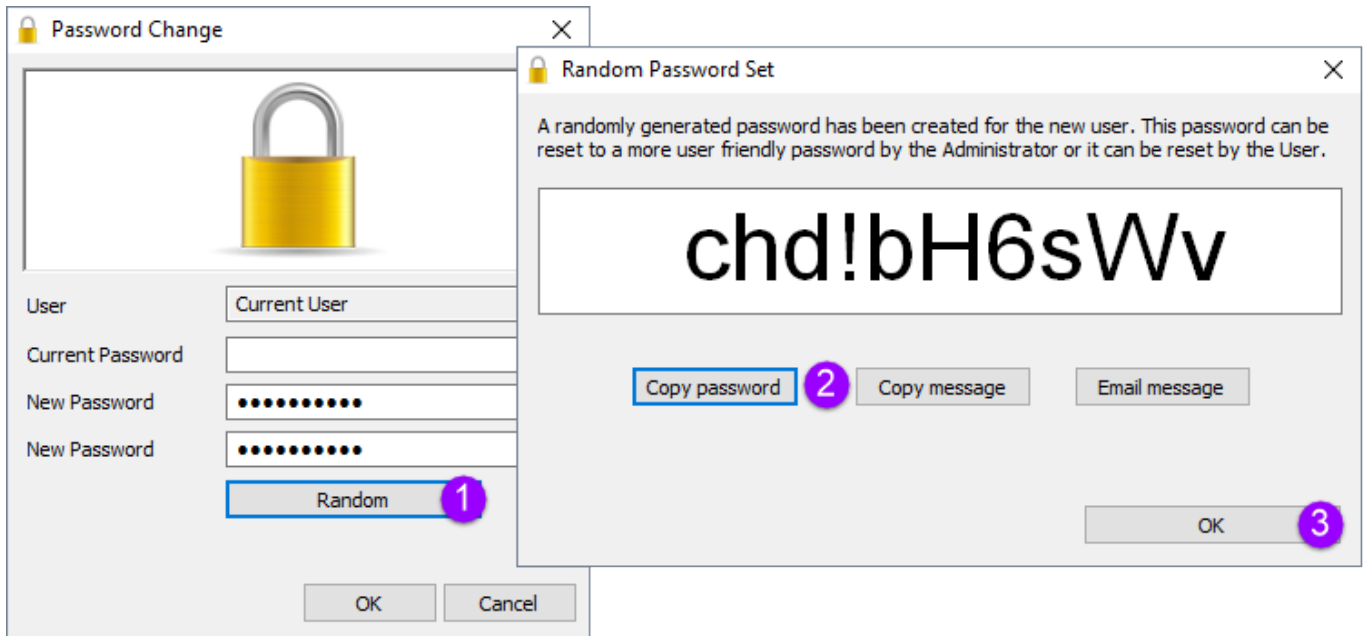 Password Change
User
Current User
Current Password
New Password
●●●●●●●●●●
New Password
●●●●●●●●●●
Random
1
OK
Cancel
Random Password Set
A randomly generated password has been created for the new user. This password can be
reset to a more user friendly password by the Administrator or it can be reset by the User.
chd!bH6sWv
Copy password
2
Copy message
Email message
OK
3